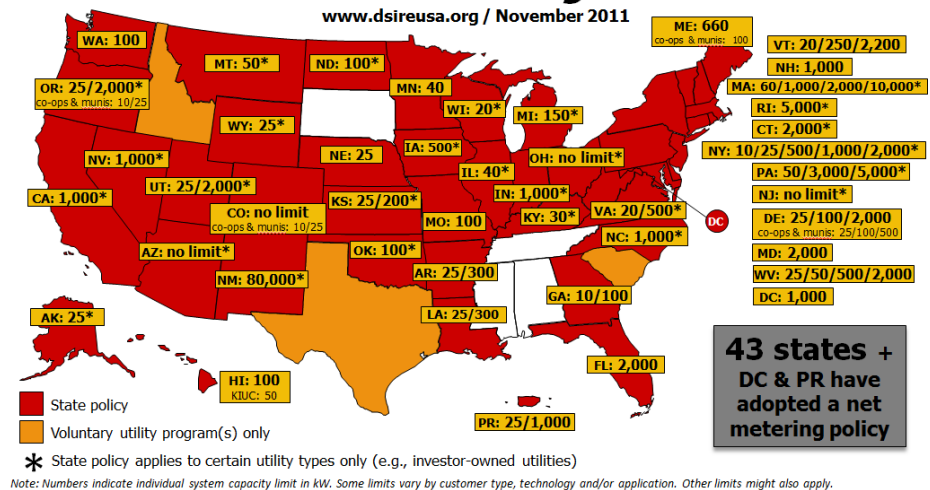 www.dsireusa.org / November 2011
WA: 100
OR: 25/2,000*
co-ops & munis: 10/25
MT: 50*
ND: 100*
MN: 40
WI: 20*
MI: 150*
ME: 660
co-ops & munis: 100
VT: 20/250/2,200
NH: 1,000
MA: 60/1,000/2,000/10,000*
RI: 5,000*
CT: 2,000*
NY: 10/25/500/1,000/2,000*
PA: 50/3,000/5,000*
NJ: no limit*
DE: 25/100/2,000
co-ops & munis: 25/100/500
MD: 2,000
WV: 25/50/500/2,000
DC: 1,000
WY: 25*
NE: 25
IA: 500*
IL: 40*
OH: no limit*
NV: 1,000*
UT: 25/2,000*
CA: 1,000*
CO: no limit
co-ops & munis: 10/25
KS: 25/200*
MO: 100
IN: 1,000*
KY: 30*
VA: 20/500*
DC
NC: 1,000*
AZ: no limit*
NM: 80,000*
OK: 100*
AR: 25/300
LA: 25/300
GA: 10/100
FL: 2,000
AK: 25*
HI: 100
KIUC: 50
PR: 25/1,000
43 states +
DC & PR have
adopted a net
metering policy
State policy
Voluntary utility program(s) only
* State policy applies to certain utility types only (e.g., investor-owned utilities)
Note: Numbers indicate individual system capacity limit in kW. Some limits vary by customer type, technology and/or application. Other limits might also apply.